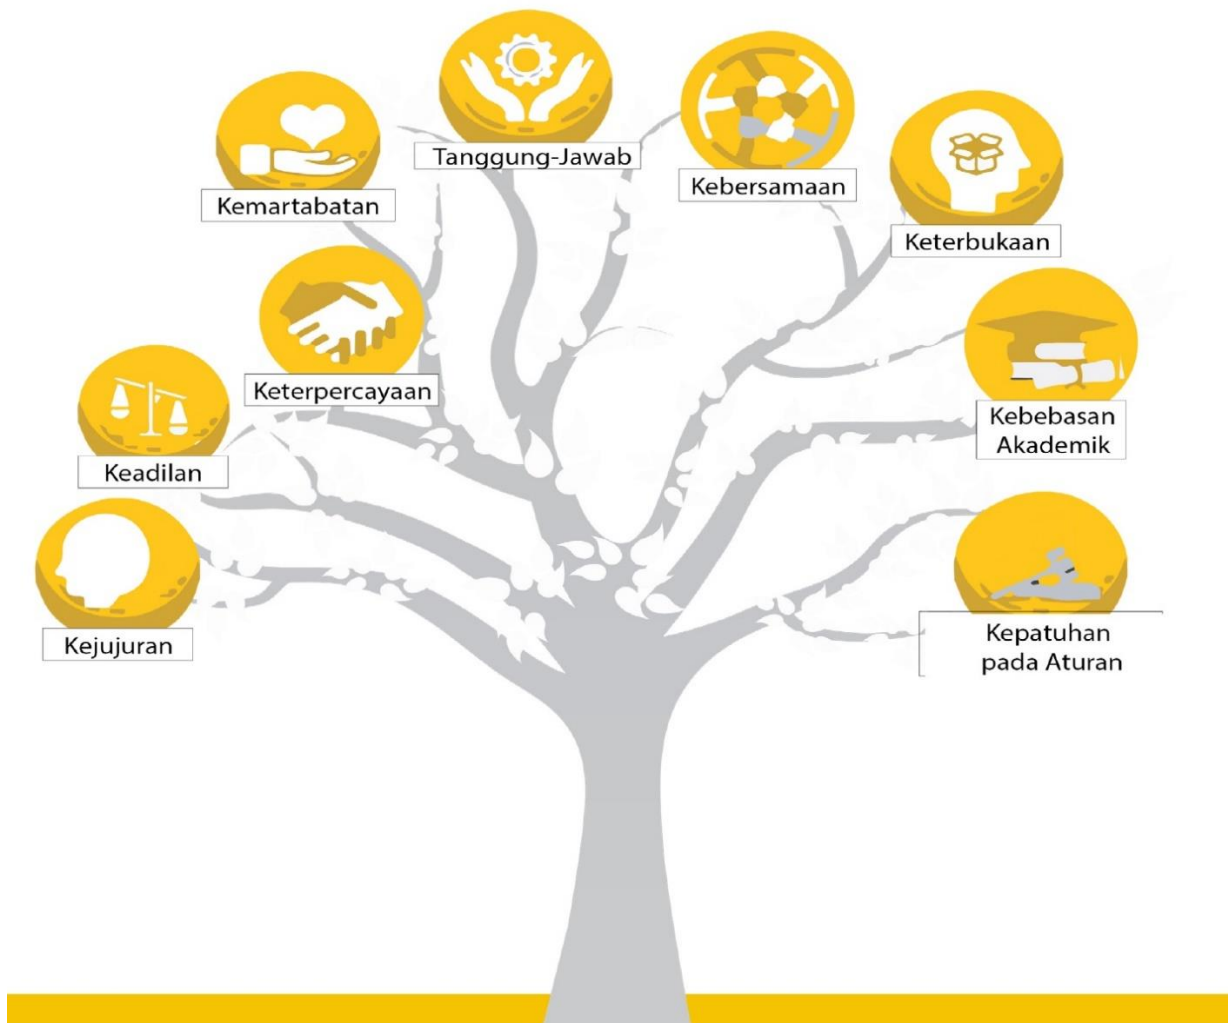 Tanggung-Jawab
Kebersamaan
Kemartabatan
Keterbukaan
Keterpercayaan
Kebebasan
Akademik
Keadilan
Kejujuran
Kepatuhan
pada Aturan